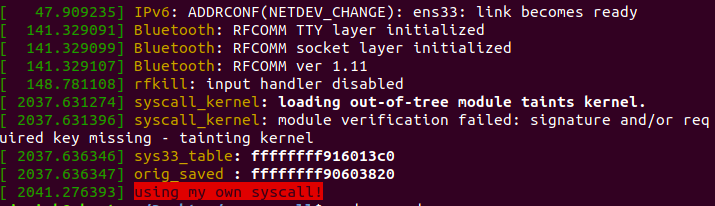 [   47.909235] IPv6: ADDRCONF(NETDEV_CHANGE): ens33: link becomes ready
[  141.329091] Bluetooth: RFCOMM TTY layer initialized
[  141.329099] Bluetooth: RFCOMM socket layer initialized
[  141.329107] Bluetooth: RFCOMM ver 1.11
[  148.781108] rfkill: input handler disabled
[ 2037.631274] syscall_kernel: loading out-of-tree module taints kernel.
[ 2037.631396] syscall_kernel: module verification failed: signature and/or req
uired key missing - tainting kernel
[ 2037.636346] sys33_table : ffffffff916013c0
[ 2037.636347] orig_saved : ffffffff90603820
[ 2041.276393] using my own syscall!